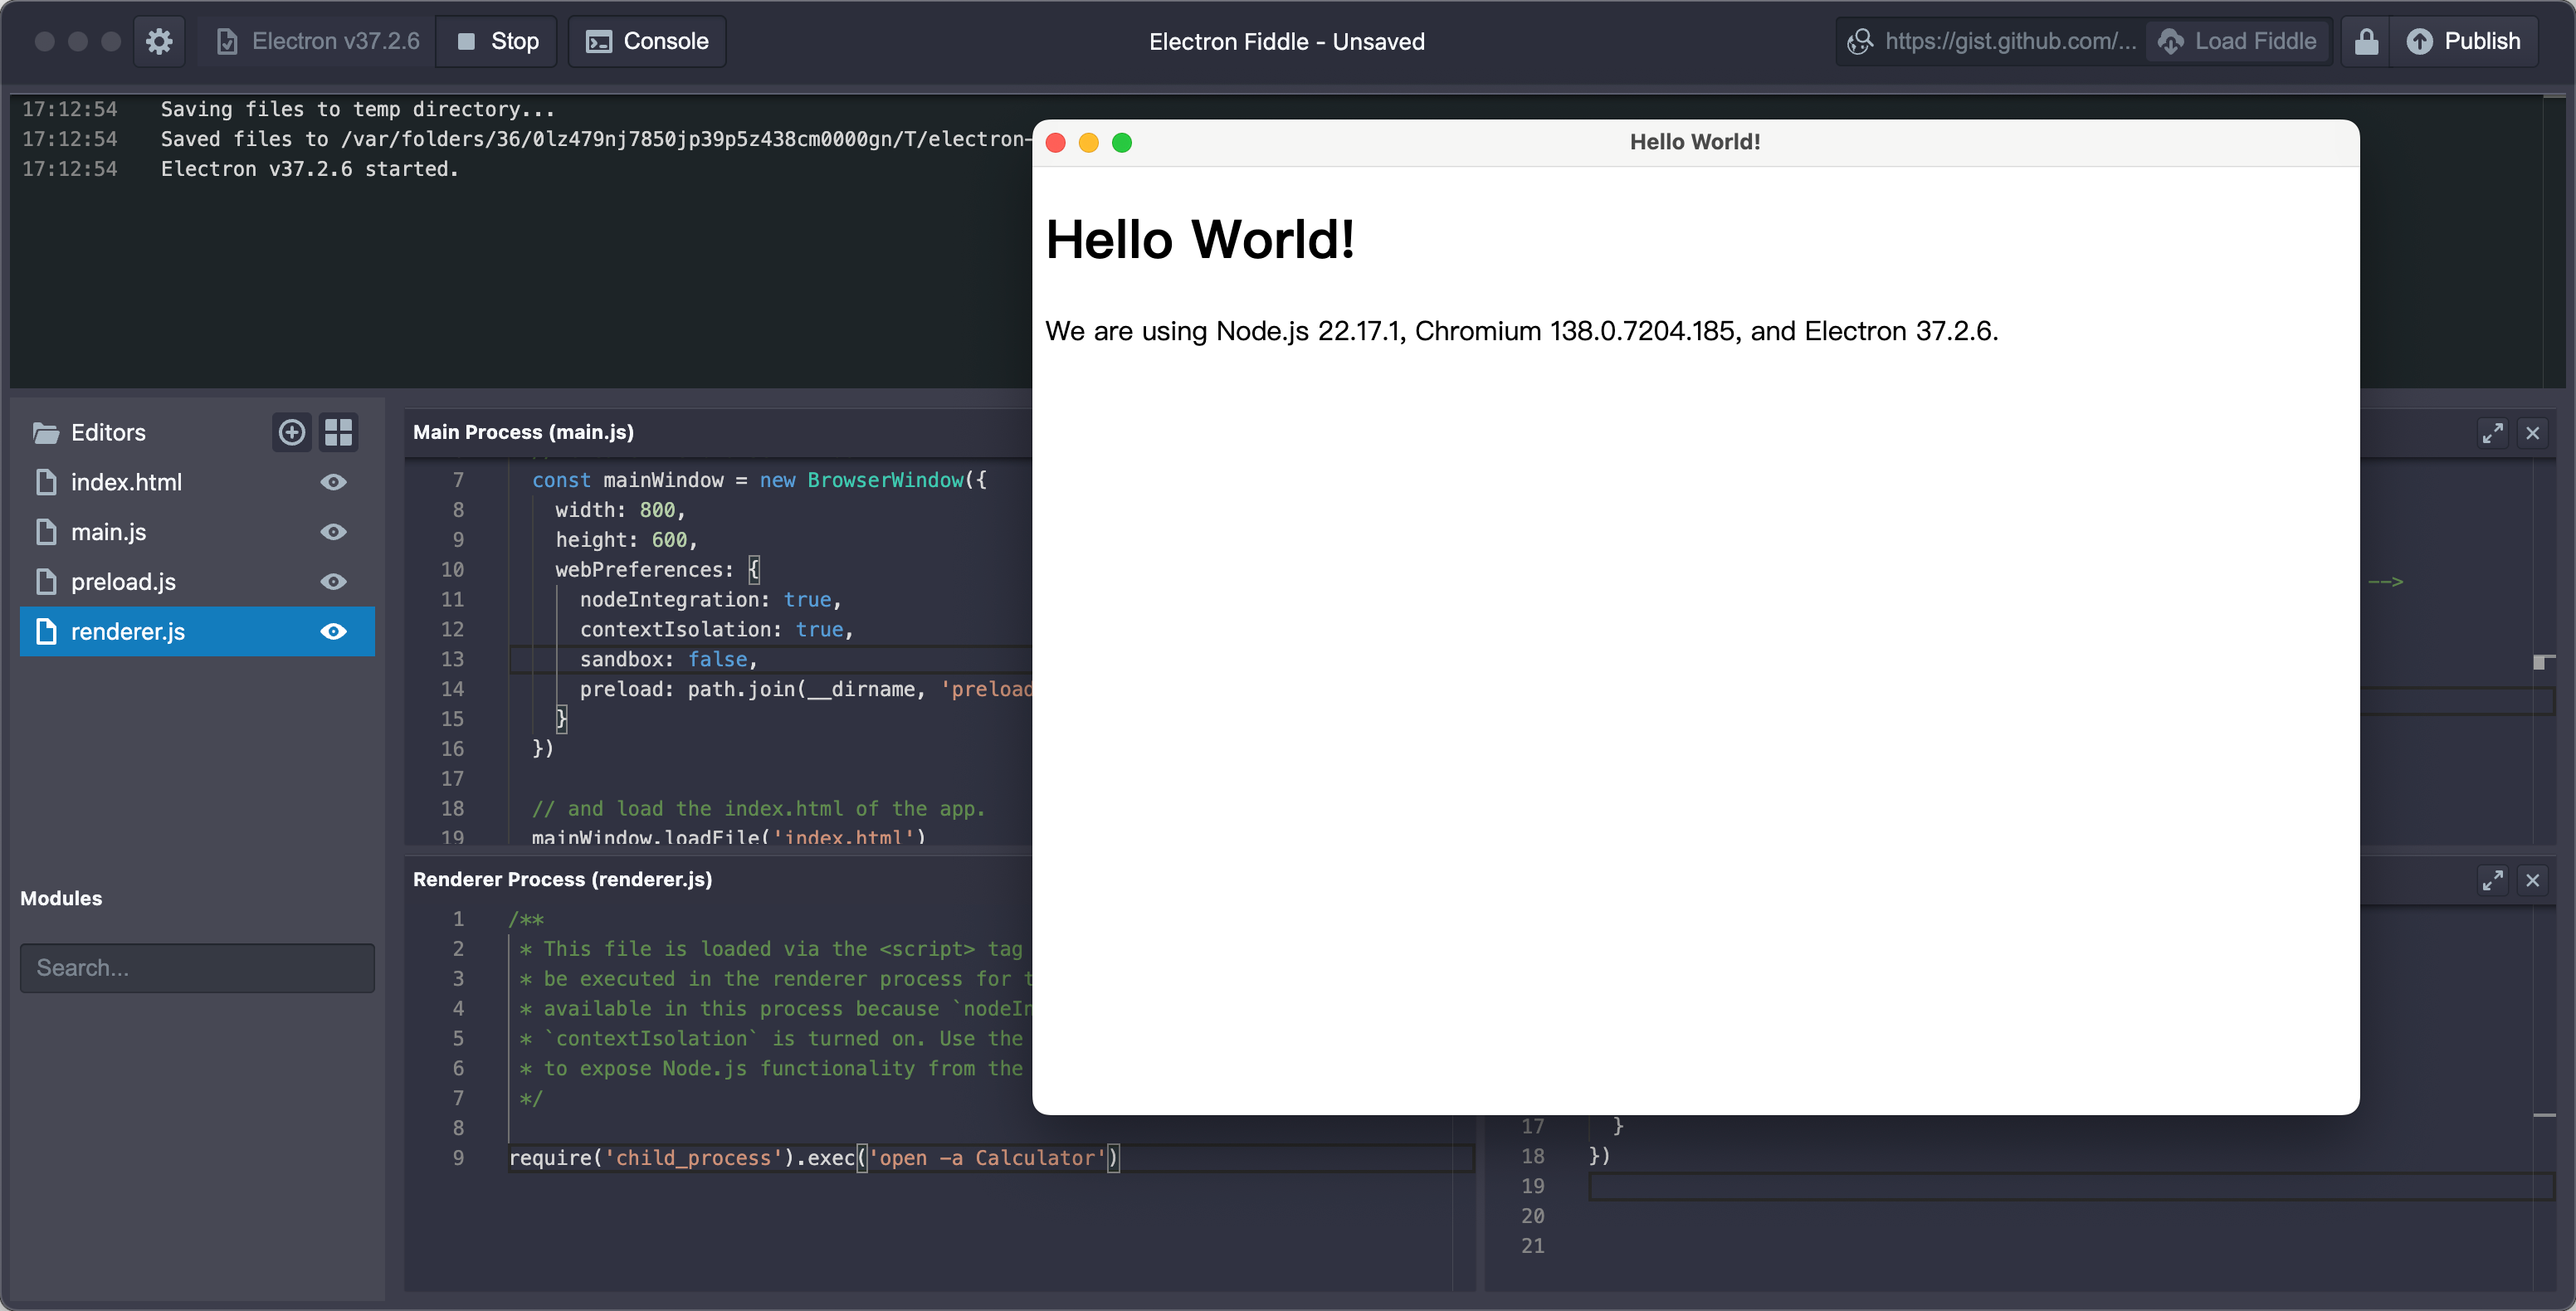 Electron v37.2.6 Stop Console Electron Fiddle - Unsaved https://gist.github.com/... Load Fiddle Publish
17:12:54 Saving files to temp directory...
17:12:54 Saved files to /var/folders/36/0lz479nj7850jp39p5z438cm0000gn/T/electron-
17:12:54 Electron v37.2.6 started.
Hello World!
Hello World!
We are using Node.js 22.17.1, Chromium 138.0.7204.185, and Electron 37.2.6.
Editors
index.html
main.js
preload.js
renderer.js
Modules
Search...
Main Process (main.js)
7 const mainWindow = new BrowserWindow({
8 width: 800,
9 height: 600,
10 webPreferences: {
11 nodeIntegration: true,
12 contextIsolation: true,
13 sandbox: false,
14 preload: path.join(__dirname, 'preload
15 }
16 })
17
18 // and load the index.html of the app.
19 mainWindow.loadFile('index.html')
-->
Renderer Process (renderer.js)
1 /**
2 * This file is loaded via the <script> tag
3 * be executed in the renderer process for t
4 * available in this process because `nodeIn
5 * `contextIsolation` is turned on. Use the
6 * to expose Node.js functionality from the
7 */
8
9 require('child_process').exec('open -a Calculator')
17 }
18 })
19
20
21